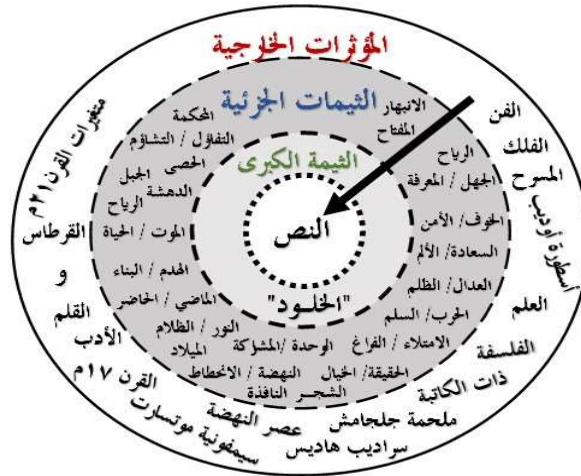 المؤثرات الخارجية
الثيمات الجزئية
الثيمة الكبرى
النص
"الخلود"
الانبهار
المفتاح
الرياح
الجهل / المعرفة
الخوف/ الأمن
السعادة/ الألم
العدال/ الظلم
الحرب/ السلم
الامتلاء / الفراغ
الحقيقة/ الخيال
الشجر النافذة
الوحدة/ المشتركة
النهضة / الانحطاط
النور / الظلام
الميلاد
الماضي / الحاضر
الهدم / البناء
الموت / الحياة
الرياح
الدهشة
الجبل
الحصى
التفاؤل / التشاؤم
المحكمة
الفن
الفلك
المسرح
أسطورة أوديب
العلم
الفلسفة
ذات الكاتبة
ملحمة جلجامش
سراديب هاديس
عصر النهضة
سيمفونية موتسارت
القرن ١٧م
الأدب
القلم
و
القرطاس
متغيرات القرن ٢١م